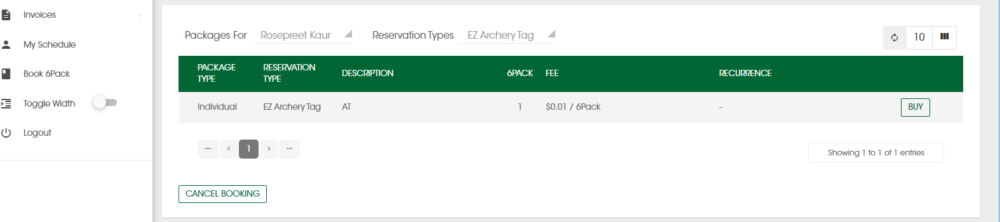 Invoices +
My Schedule
Book 6Pack
Toggle Width
Logout
Packages For Rosepreet Kaur Reservation Types EZ Archery Tag 10
PACKAGE TYPE RESERVATION TYPE DESCRIPTION 6PACK FEE RECURRENCE
Individual EZ Archery Tag AT 1 $0.01 / 6Pack - BUY
... < 1 > ...
Showing 1 to 1 of 1 entries
CANCEL BOOKING